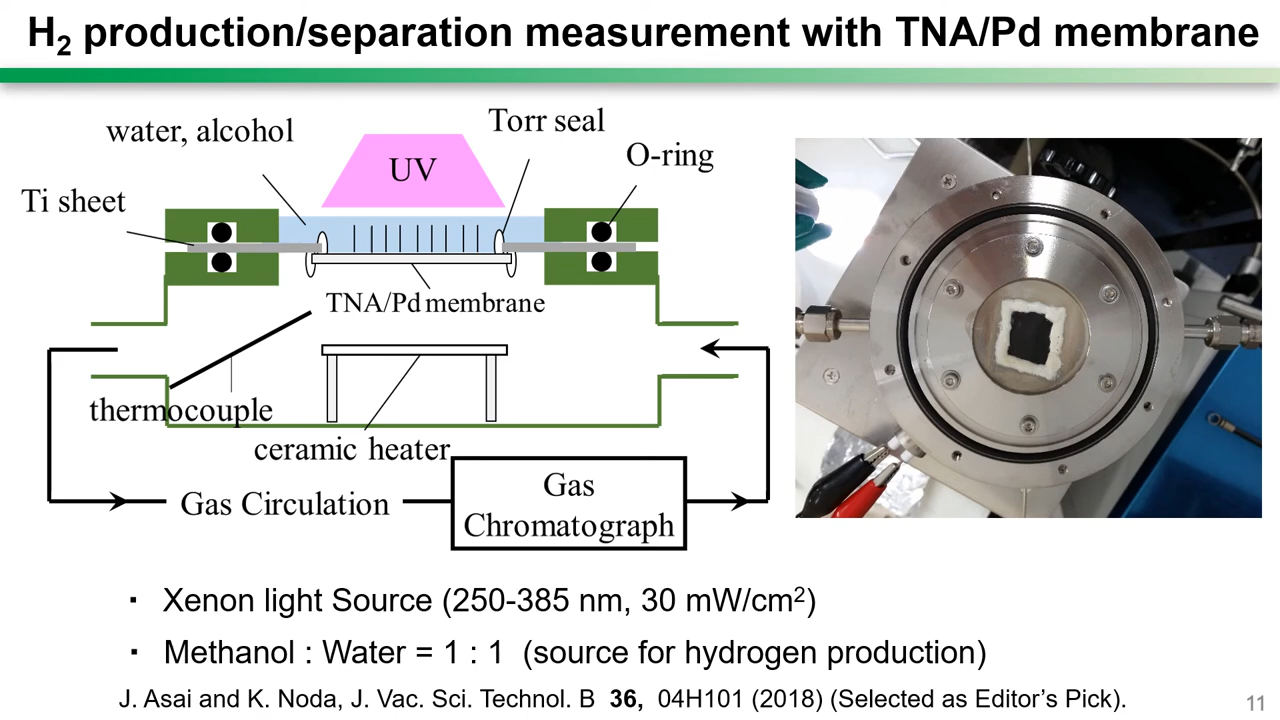 H₂ production/separation measurement with TNA/Pd membrane
water, alcohol
Torr seal
UV
O-ring
Ti sheet
TNA/Pd membrane
thermocouple
ceramic heater
Gas Circulation
Gas
Chromatograph
・ Xenon light Source (250-385 nm, 30 mW/cm²)
・ Methanol : Water = 1 : 1 (source for hydrogen production)
J. Asai and K. Noda, J. Vac. Sci. Technol. B 36, 04H101 (2018) (Selected as Editor’s Pick).
11